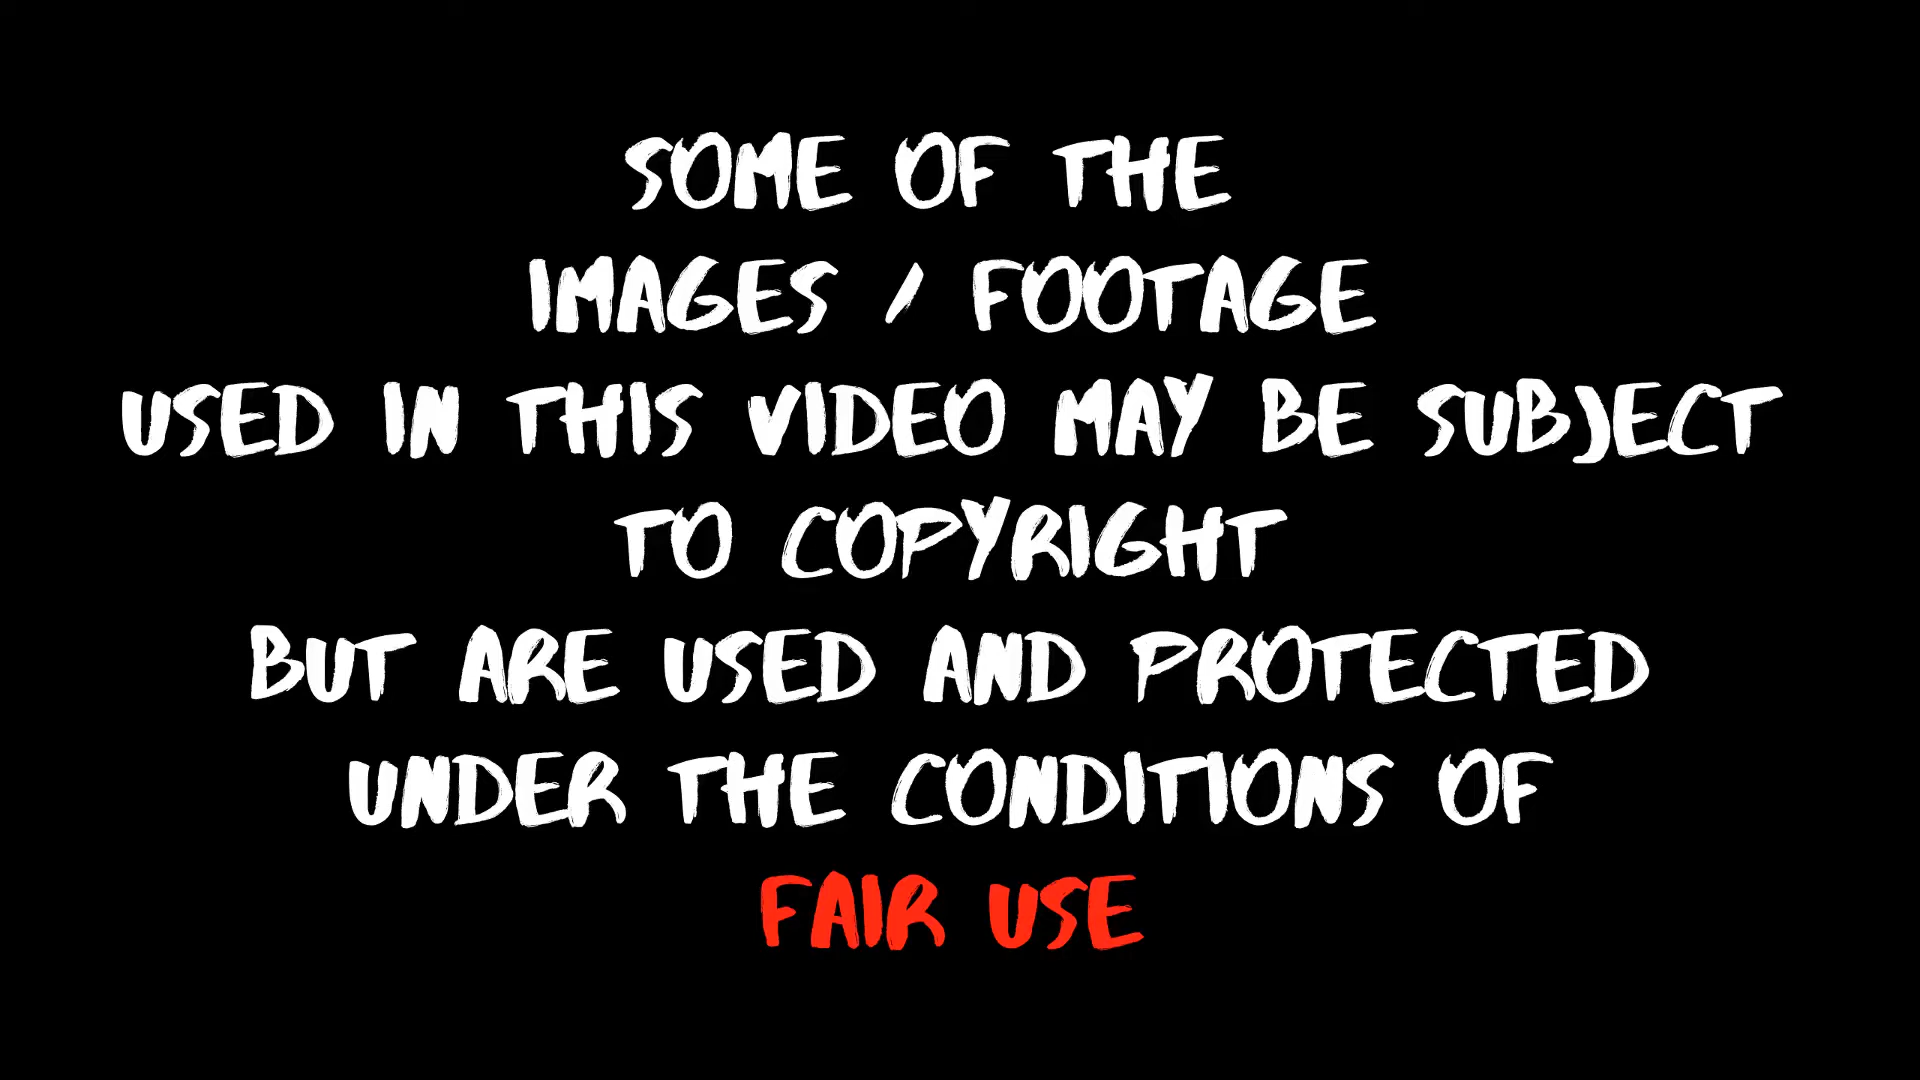 SOME OF THE
IMAGES / FOOTAGE
USED IN THIS VIDEO MAY BE SUBJECT
TO COPYRIGHT
BUT ARE USED AND PROTECTED
UNDER THE CONDITIONS OF
FAIR USE